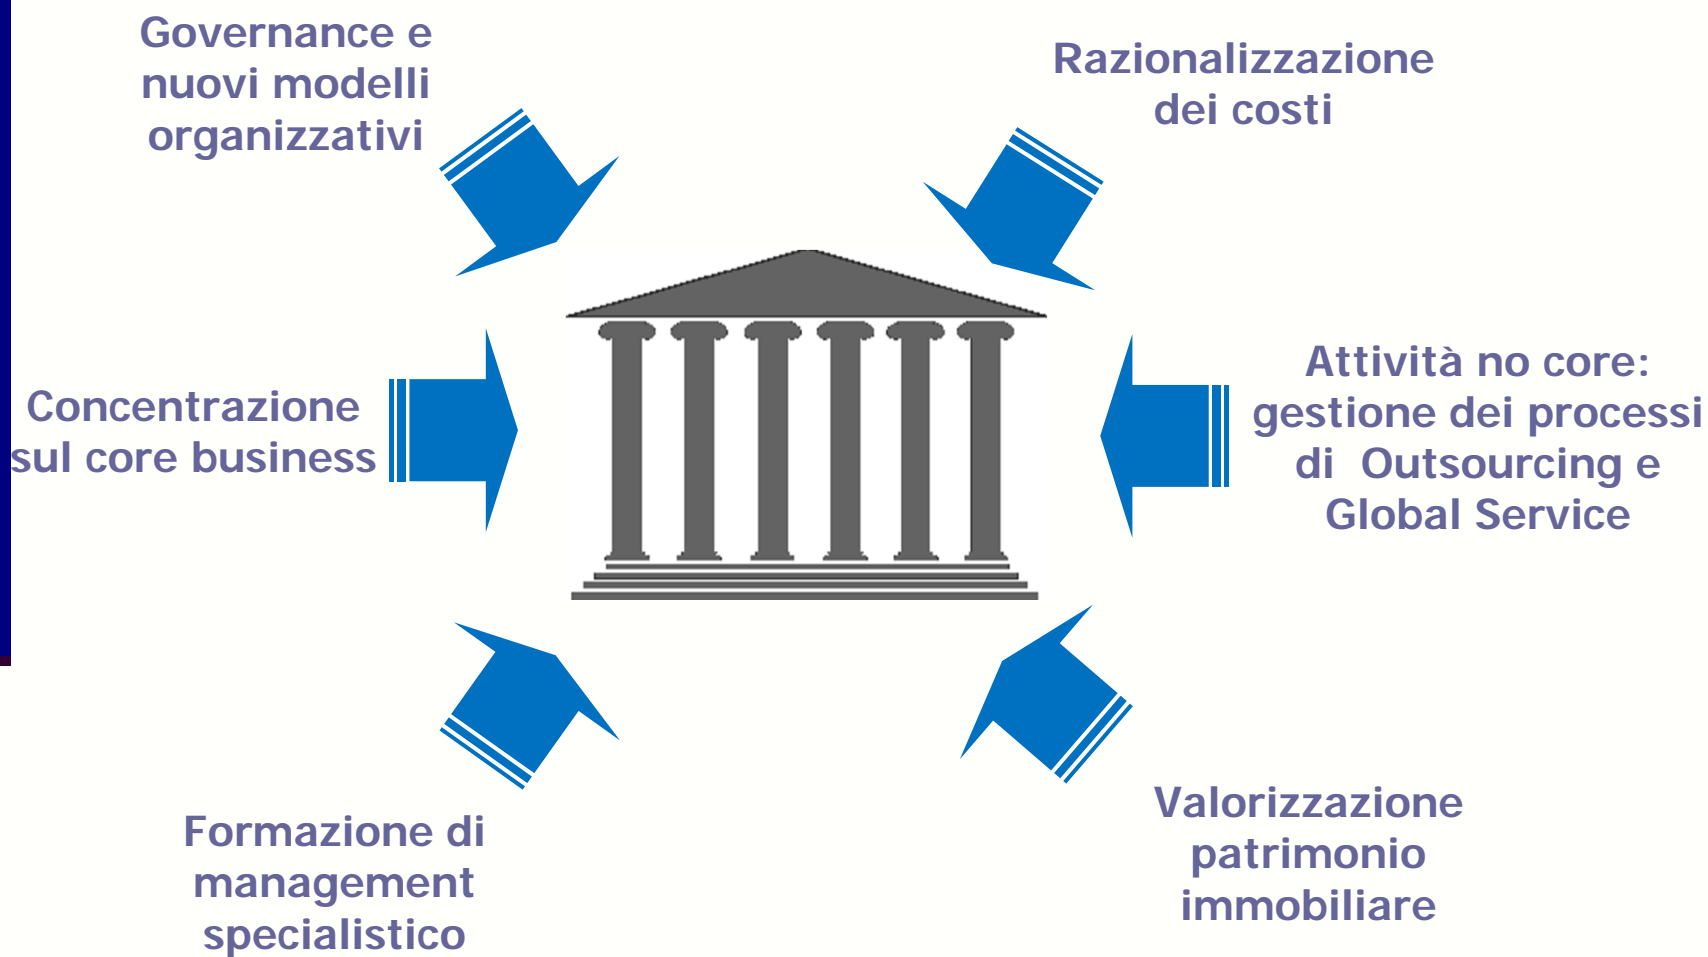 Governance e
nuovi modelli
organizzativi
Razionalizzazione
dei costi
Concentrazione
sul core business
Attività no core:
gestione dei processi
di  Outsourcing e
Global Service
Formazione di
management
specialistico
Valorizzazione
patrimonio
immobiliare